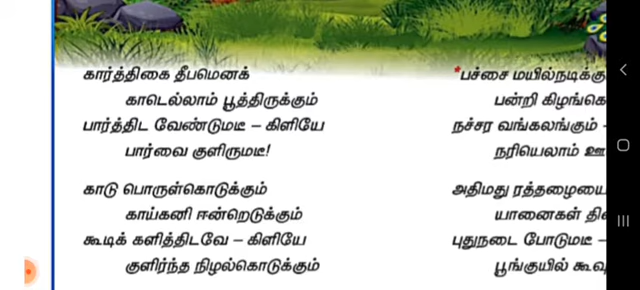 கார்த்திகை தீபமெனக்
காடெல்லாம் பூத்திருக்கும்
பார்த்திட வேண்டுமடீ – கிளியே
பார்வை குளிருமடீ!
காடு பொருள்கொடுக்கும்
காய்கனி ஈன்றெடுக்கும்
கூடிக் களித்திடவே – கிளியே
குளிர்ந்த நிழல்கொடுக்கும்
*பச்சை மயில்நடிக்கு
பன்றி கிழங்கெ
நச்சர வங்கலங்கும் -
நரியெலாம் ஊ
அதிமது ரத்தழையை
யானைகள் தி
புதுநடை போடுமடீ –
பூங்குயில் கூவு